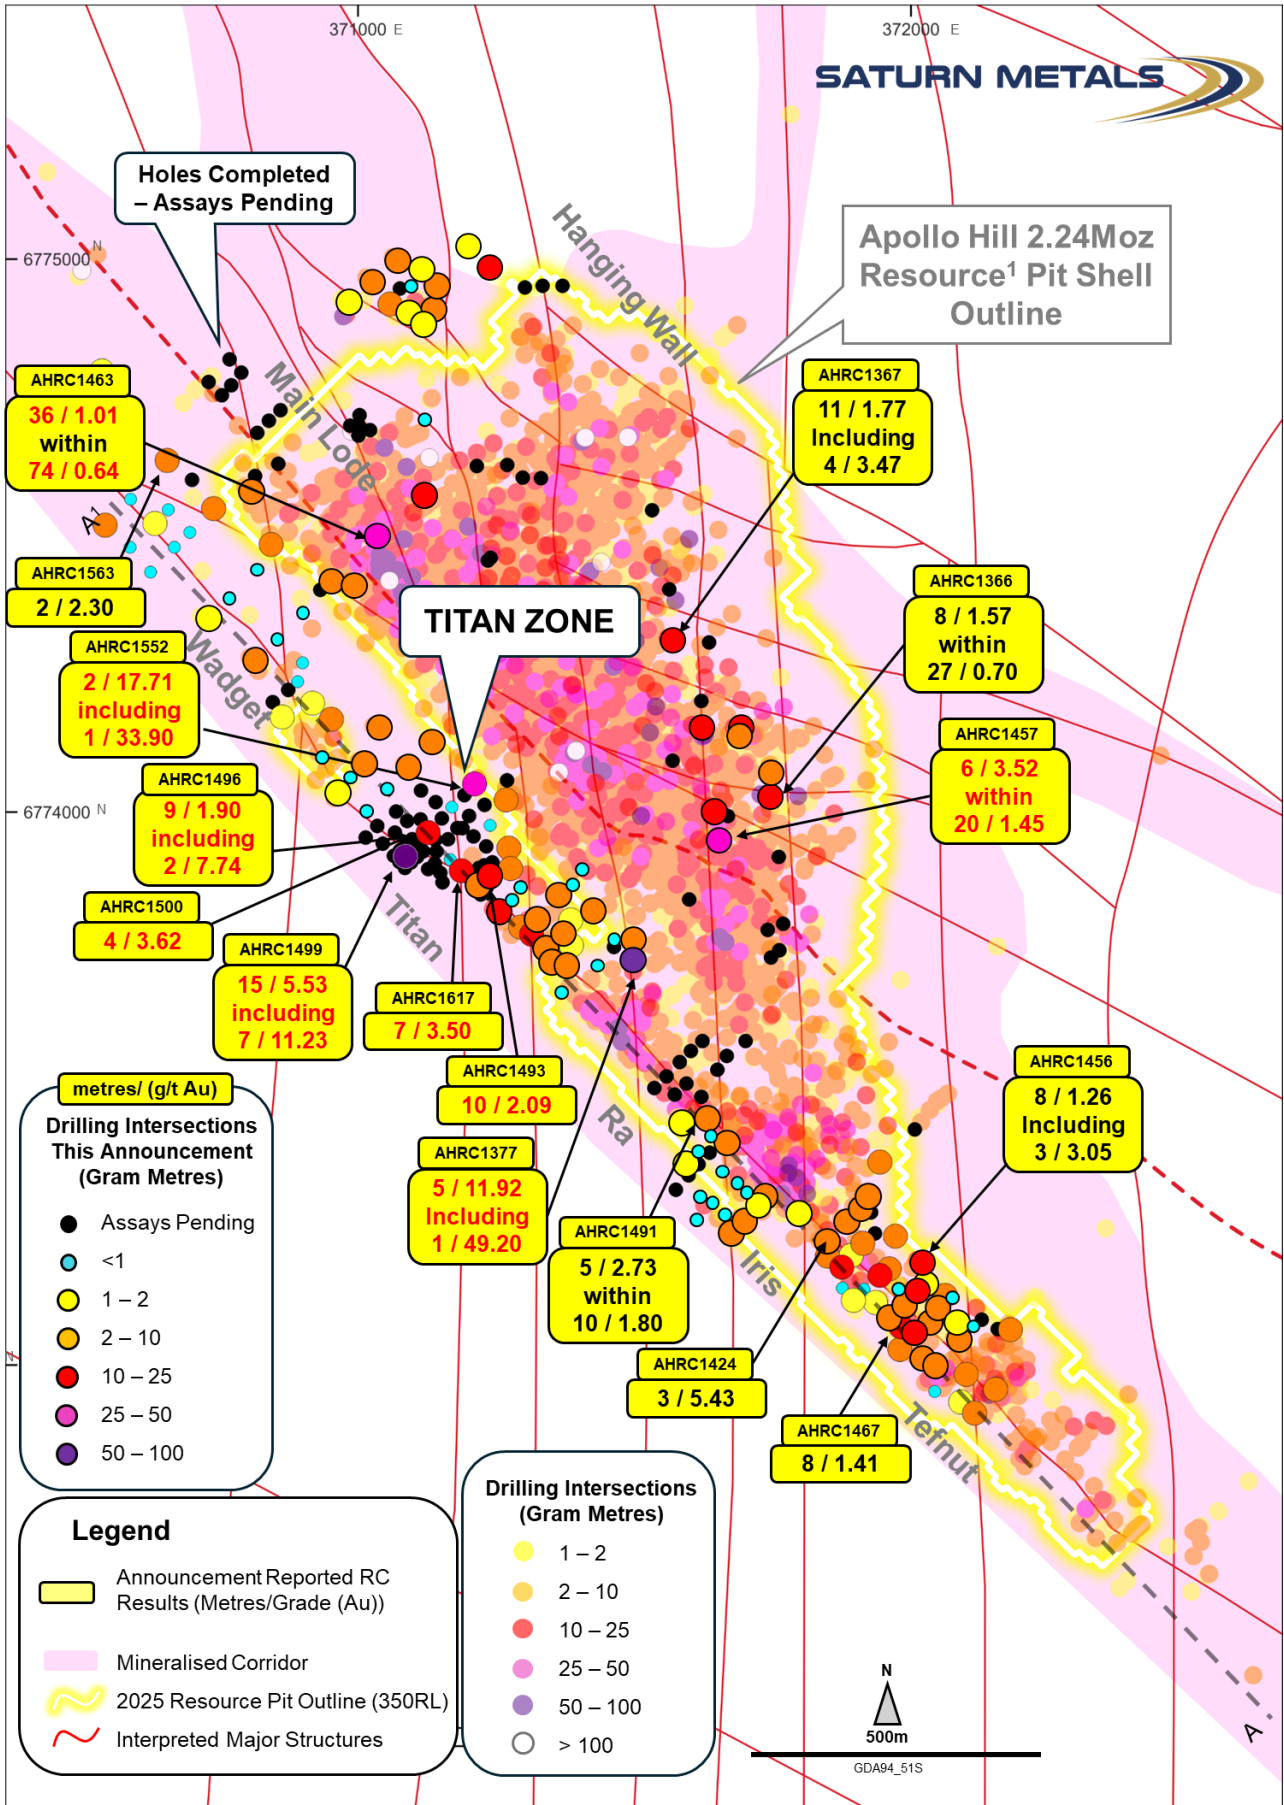 371000 E
372000 E
SATURN METALS
Holes Completed
– Assays Pending
Hanging Wall
Apollo Hill 2.24Moz
Resource¹ Pit Shell
Outline
6775000 N
Main Lode
AHRC1463
36 / 1.01
within
74 / 0.64
AHRC1367
11 / 1.77
Including
4 / 3.47
A¹
AHRC1563
2 / 2.30
TITAN ZONE
AHRC1366
8 / 1.57
within
27 / 0.70
Wadget
AHRC1552
2 / 17.71
including
1 / 33.90
AHRC1457
6 / 3.52
within
20 / 1.45
6774000 N
AHRC1496
9 / 1.90
including
2 / 7.74
AHRC1500
4 / 3.62
Titan
AHRC1499
15 / 5.53
including
7 / 11.23
AHRC1617
7 / 3.50
AHRC1493
10 / 2.09
Ra
AHRC1377
5 / 11.92
Including
1 / 49.20
AHRC1456
8 / 1.26
Including
3 / 3.05
AHRC1491
5 / 2.73
within
10 / 1.80
Iris
AHRC1424
3 / 5.43
AHRC1467
8 / 1.41
Tefnut
metres/ (g/t Au)
Drilling Intersections
This Announcement
(Gram Metres)
Assays Pending
<1
1 – 2
2 – 10
10 – 25
25 – 50
50 – 100
Legend
Announcement Reported RC
Results (Metres/Grade (Au))
Mineralised Corridor
2025 Resource Pit Outline (350RL)
Interpreted Major Structures
Drilling Intersections
(Gram Metres)
1 – 2
2 – 10
10 – 25
25 – 50
50 – 100
> 100
N
500m
GDA94_51S
A